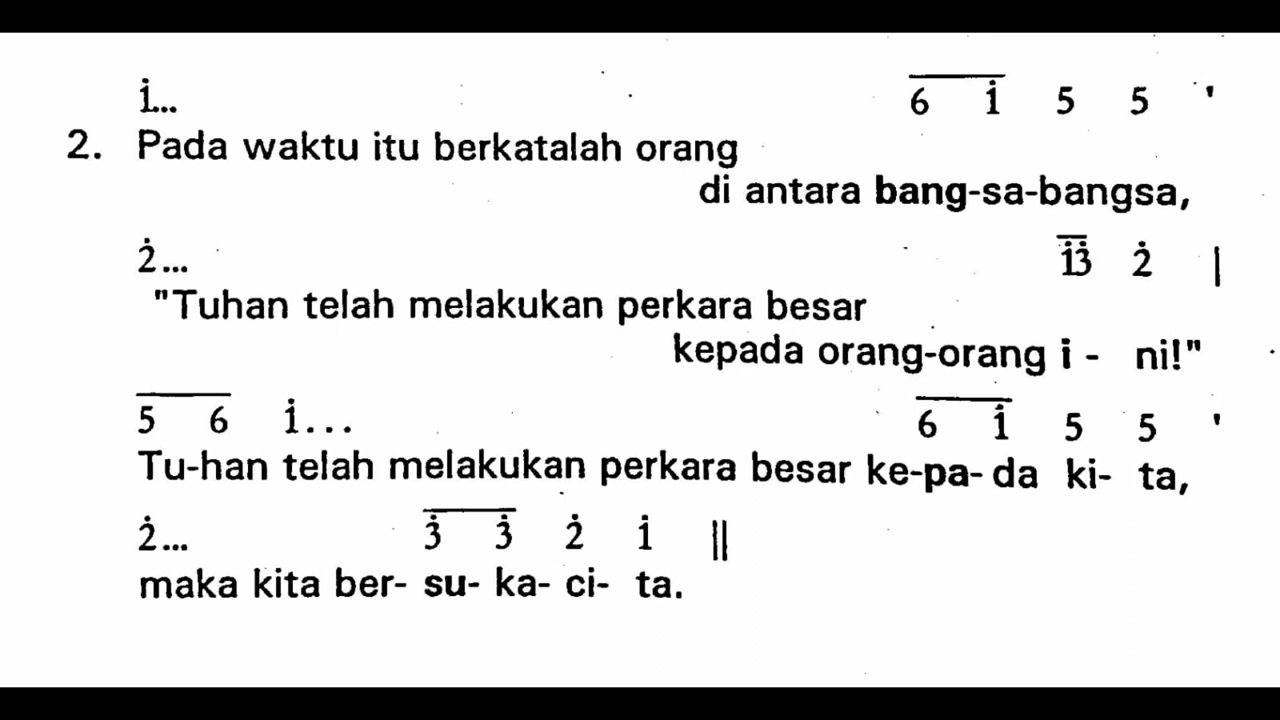 i̇...                6 i̇ 5 5 '
2. Pada waktu itu berkatalah orang
di antara bang-sa-bangsa,
2̇...                i̇3̇ 2̇ |
"Tuhan telah melakukan perkara besar
kepada orang-orang i - ni!"
5 6 i̇...                6 i̇ 5 5 '
Tu-han telah melakukan perkara besar ke-pa-da ki- ta,
2̇...                3̇ 3̇ 2̇ i̇ ||
maka kita ber- su- ka- ci- ta.